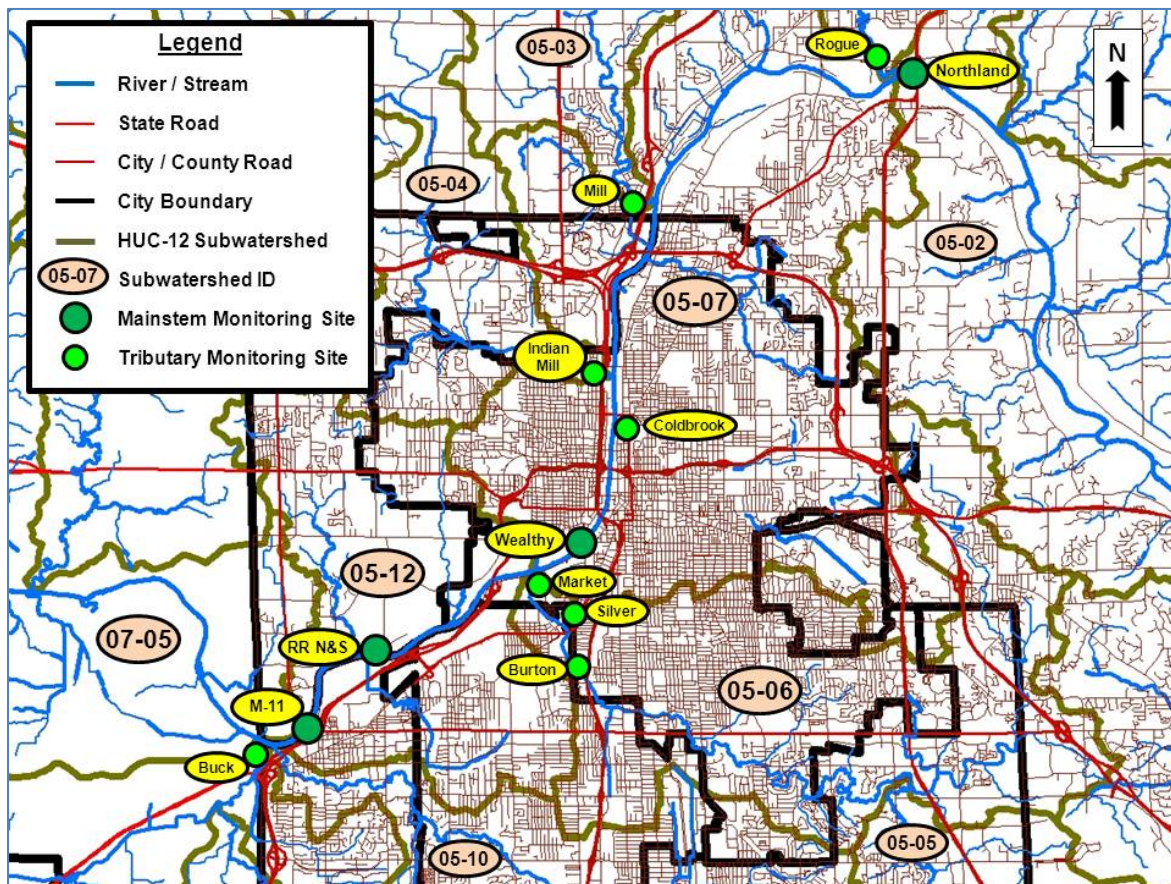 Legend
River / Stream
State Road
City / County Road
City Boundary
HUC-12 Subwatershed
05-07
Subwatershed ID
Mainstem Monitoring Site
Tributary Monitoring Site
05-03
Rogue
Northland
N
05-04
Mill
05-02
05-07
Indian
Mill
Coldbrook
Wealthy
Market
05-12
Silver
07-05
RR N&S
Burton
05-06
M-11
Buck
05-10
05-05